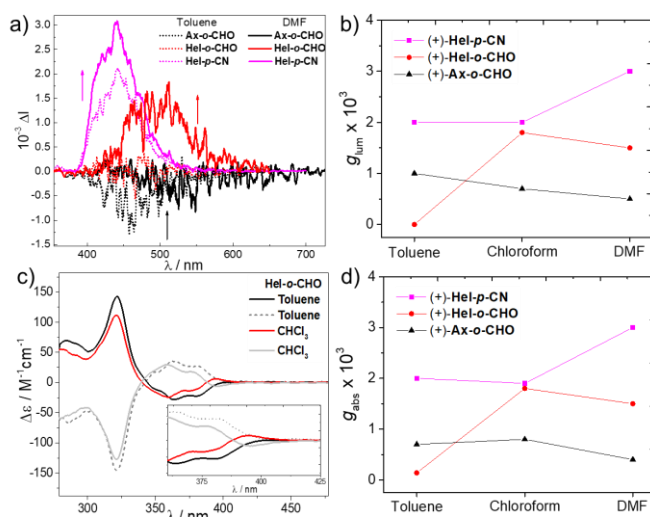 a)
Toluene DMF
Ax-o-CHO Ax-o-CHO
Hel-o-CHO Hel-o-CHO
Hel-p-CN Hel-p-CN
10⁻³ ΔI
3.0
2.5
2.0
1.5
1.0
0.5
0.0
-0.5
-1.0
-1.5
400 500 600 700
λ / nm
b)
(+)-Hel-p-CN
(+)-Hel-o-CHO
(+)-Ax-o-CHO
g_lum x 10³
4
3
2
1
0
Toluene Chloroform DMF
c)
Hel-o-CHO
Toluene
Toluene
CHCl₃
CHCl₃
Δε / M⁻¹cm⁻¹
150
100
50
0
-50
-100
-150
375 400 425
λ / nm
300 350 400 450
λ / nm
d)
(+)-Hel-p-CN
(+)-Hel-o-CHO
(+)-Ax-o-CHO
g_abs x 10³
4
3
2
1
0
Toluene Chloroform DMF